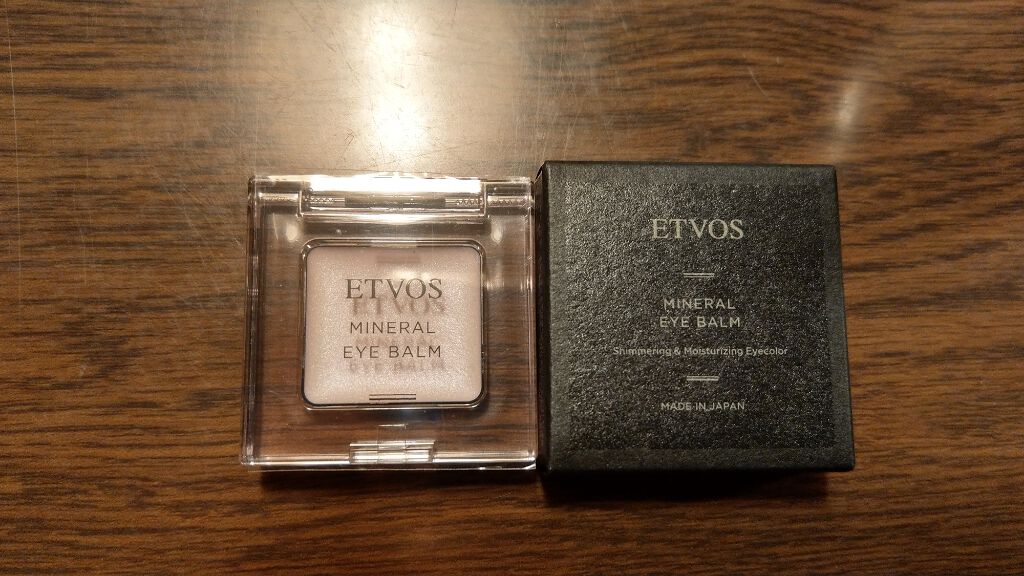 ETVOS
MINERAL
EYE BALM
ETVOS
MINERAL
EYE BALM
Shimmering & Moisturizing Eyecolor
MADE IN JAPAN